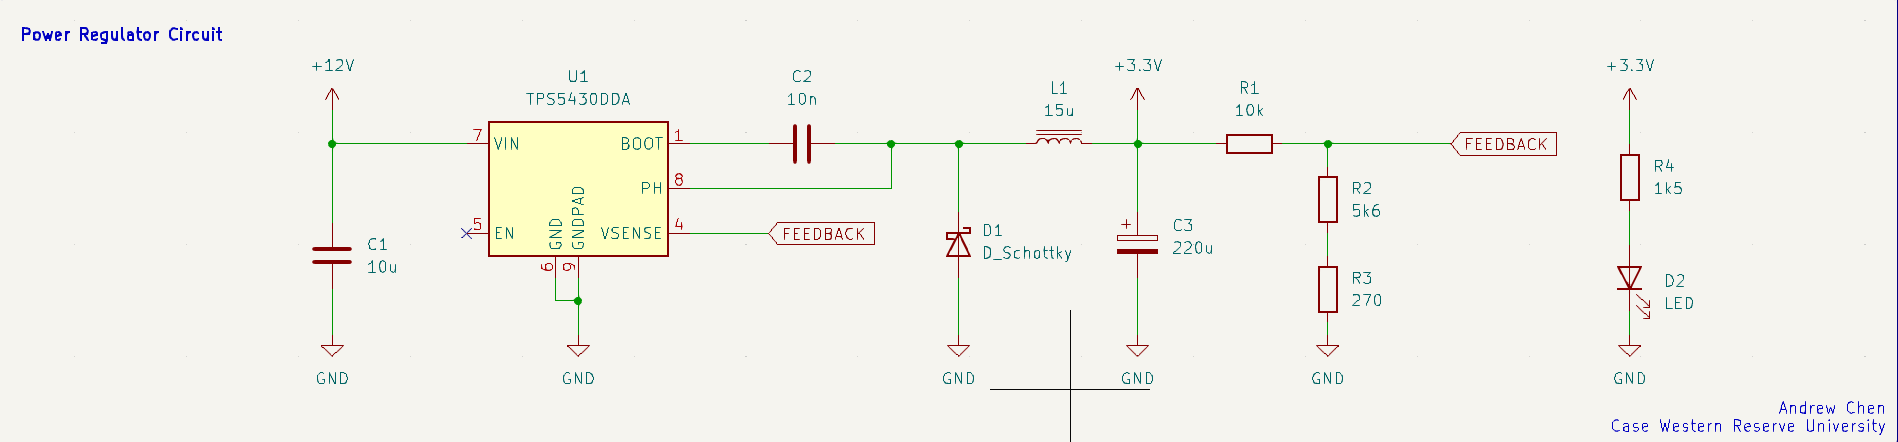 Power Regulator Circuit
+12V
U1
TPS5430DDA
C2
10n
L1
15u
+3.3V
R1
10k
+3.3V
7
VIN
BOOT
1
FEEDBACK
PH
8
5
EN
GND
GNDPAD
VSENSE
4
FEEDBACK
6
9
C1
10u
D1
D_Schottky
+
C3
220u
R2
5k6
R3
270
R4
1k5
D2
LED
GND
GND
GND
GND
GND
GND
Andrew Chen
Case Western Reserve University